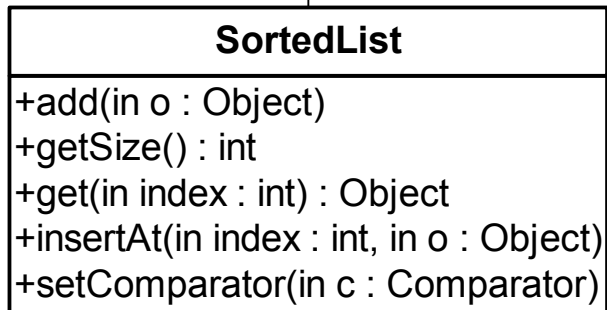 SortedList
+add(in o : Object)
+getSize() : int
+get(in index : int) : Object
+insertAt(in index : int, in o : Object)
+setComparator(in c : Comparator)